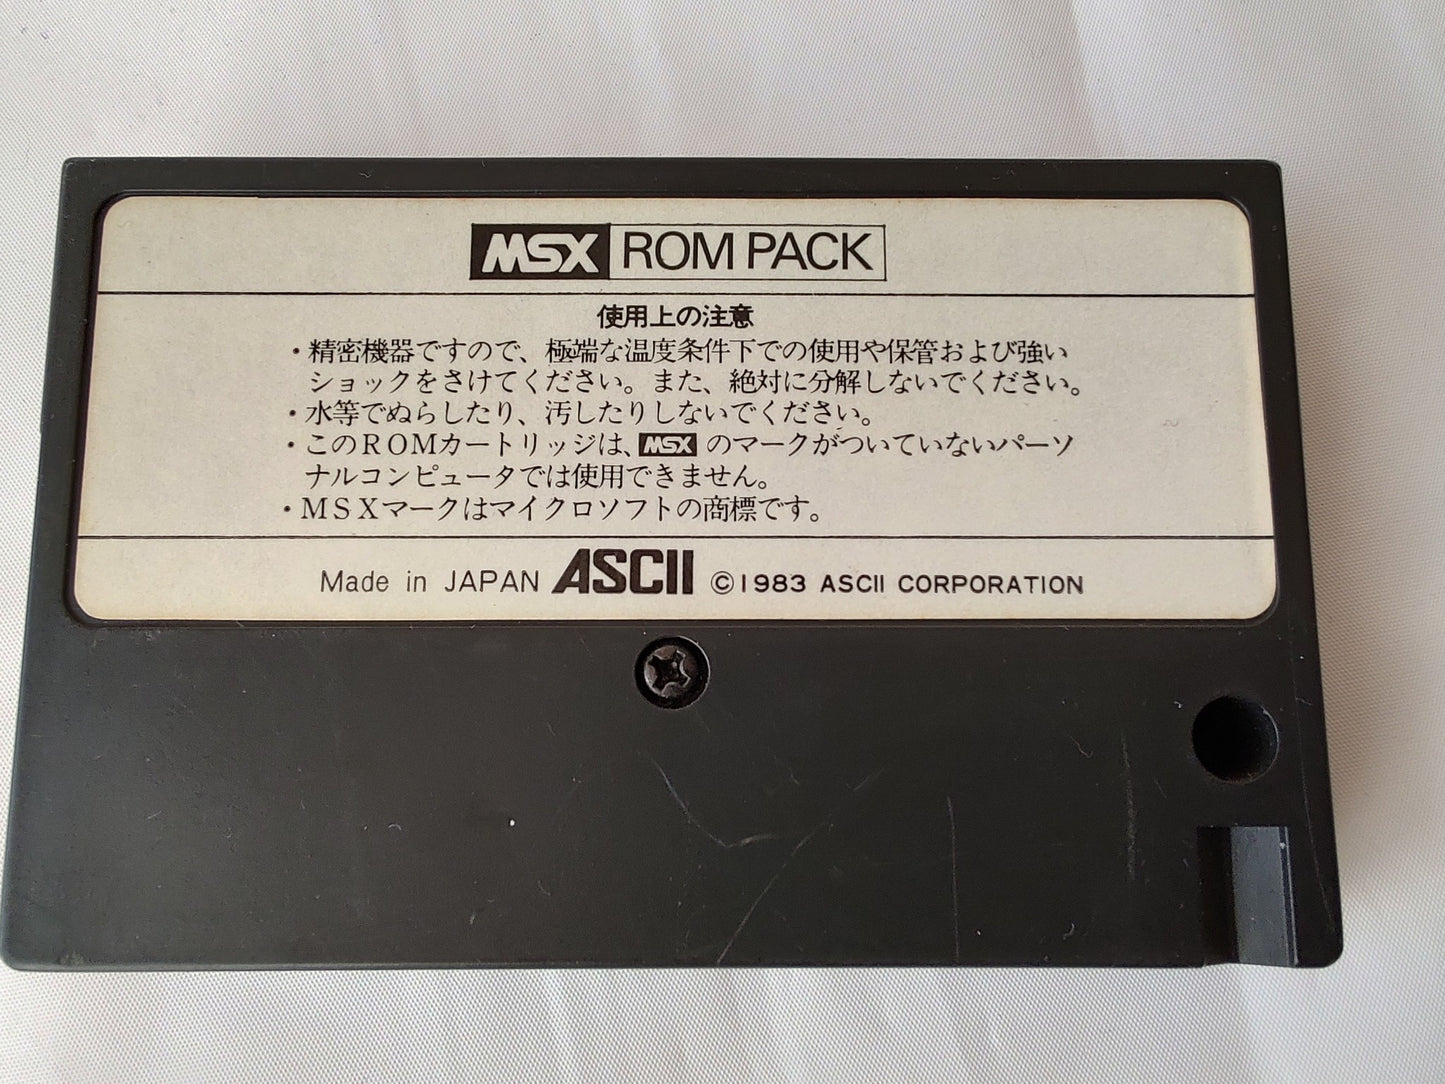 MSX ROM PACK
使用上の注意
・精密機器ですので、極端な温度条件下での使用や保管および強い
ショックをさけてください。また、絶対に分解しないでください。
・水等でぬらしたり、汚したりしないでください。
・このROMカートリッジは、MSX のマークがついていないパーソ
ナルコンピュータでは使用できません。
・MSXマークはマイクロソフトの商標です。
Made in JAPAN ASCII ©1983 ASCII CORPORATION